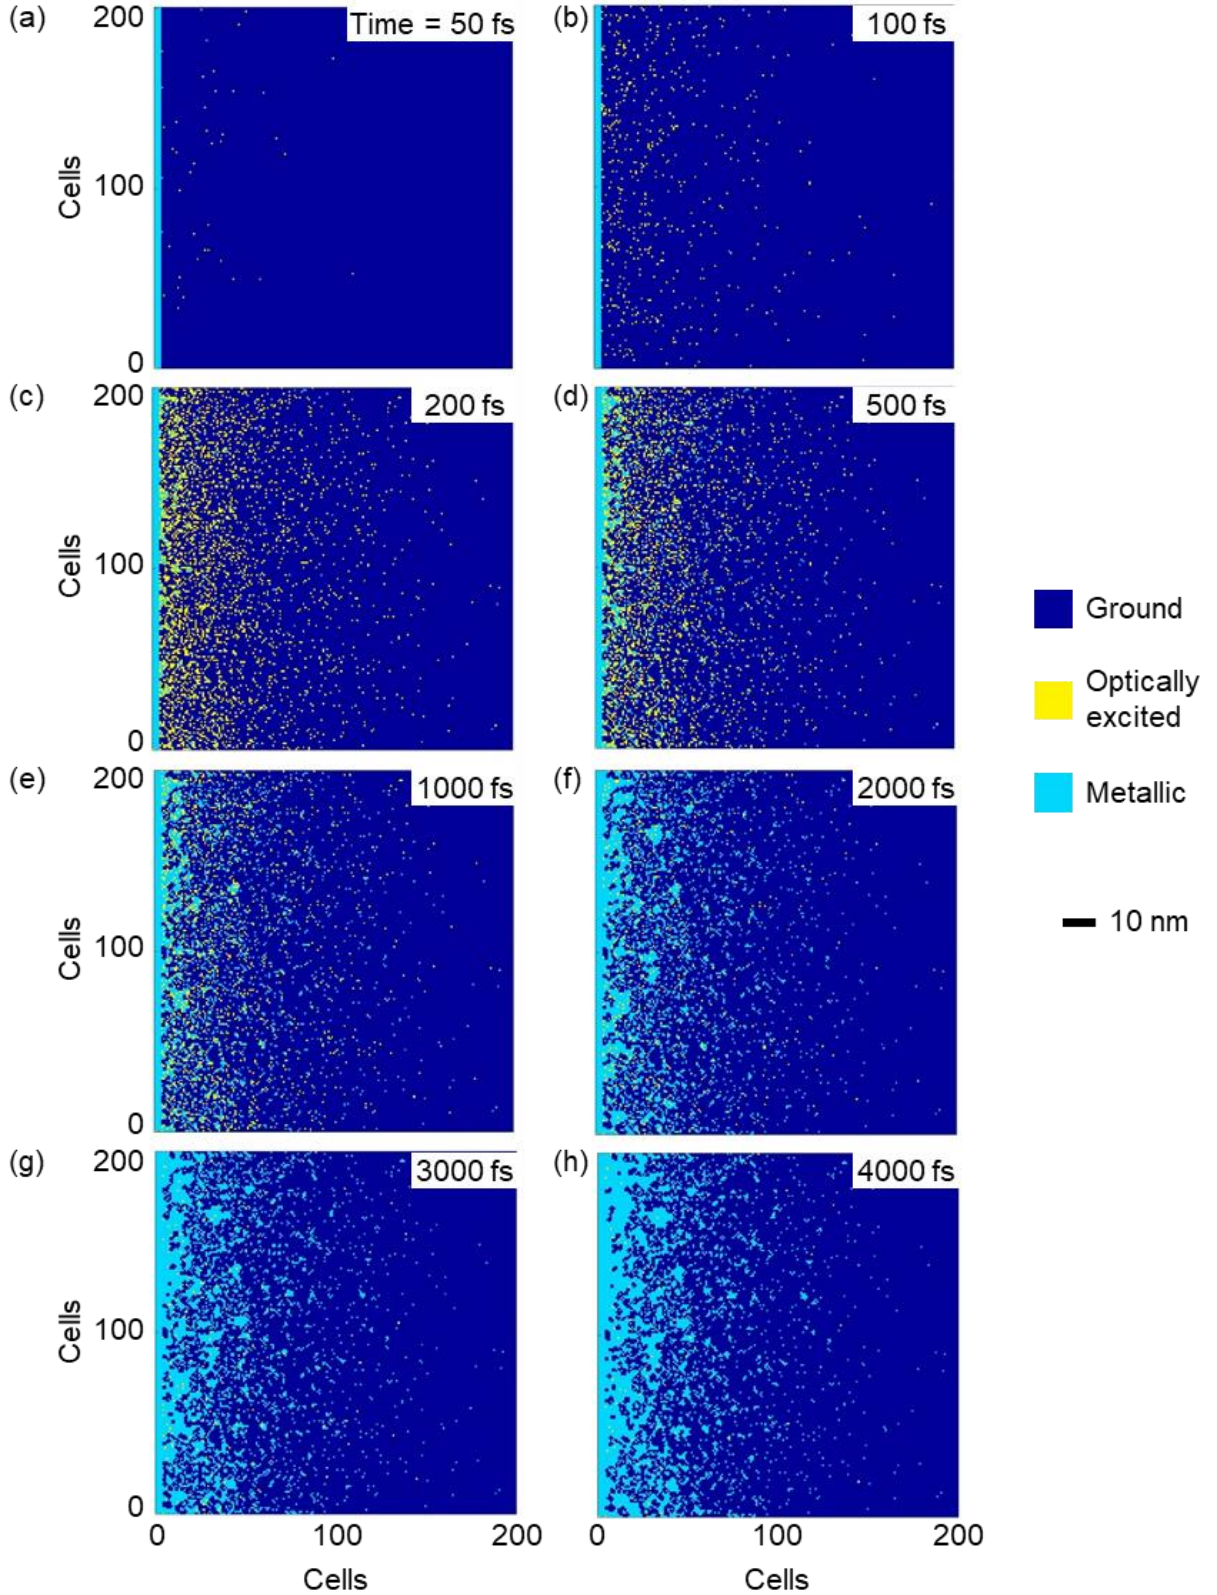 (a)
200
Time = 50 fs
Cells
100
0
(b)
100 fs
(c)
200
200 fs
Cells
100
0
(d)
500 fs
Ground
Optically
excited
Metallic
10 nm
(e)
200
1000 fs
Cells
100
0
(f)
2000 fs
(g)
200
3000 fs
Cells
100
0
0 100 200
Cells
(h)
4000 fs
0 100 200
Cells